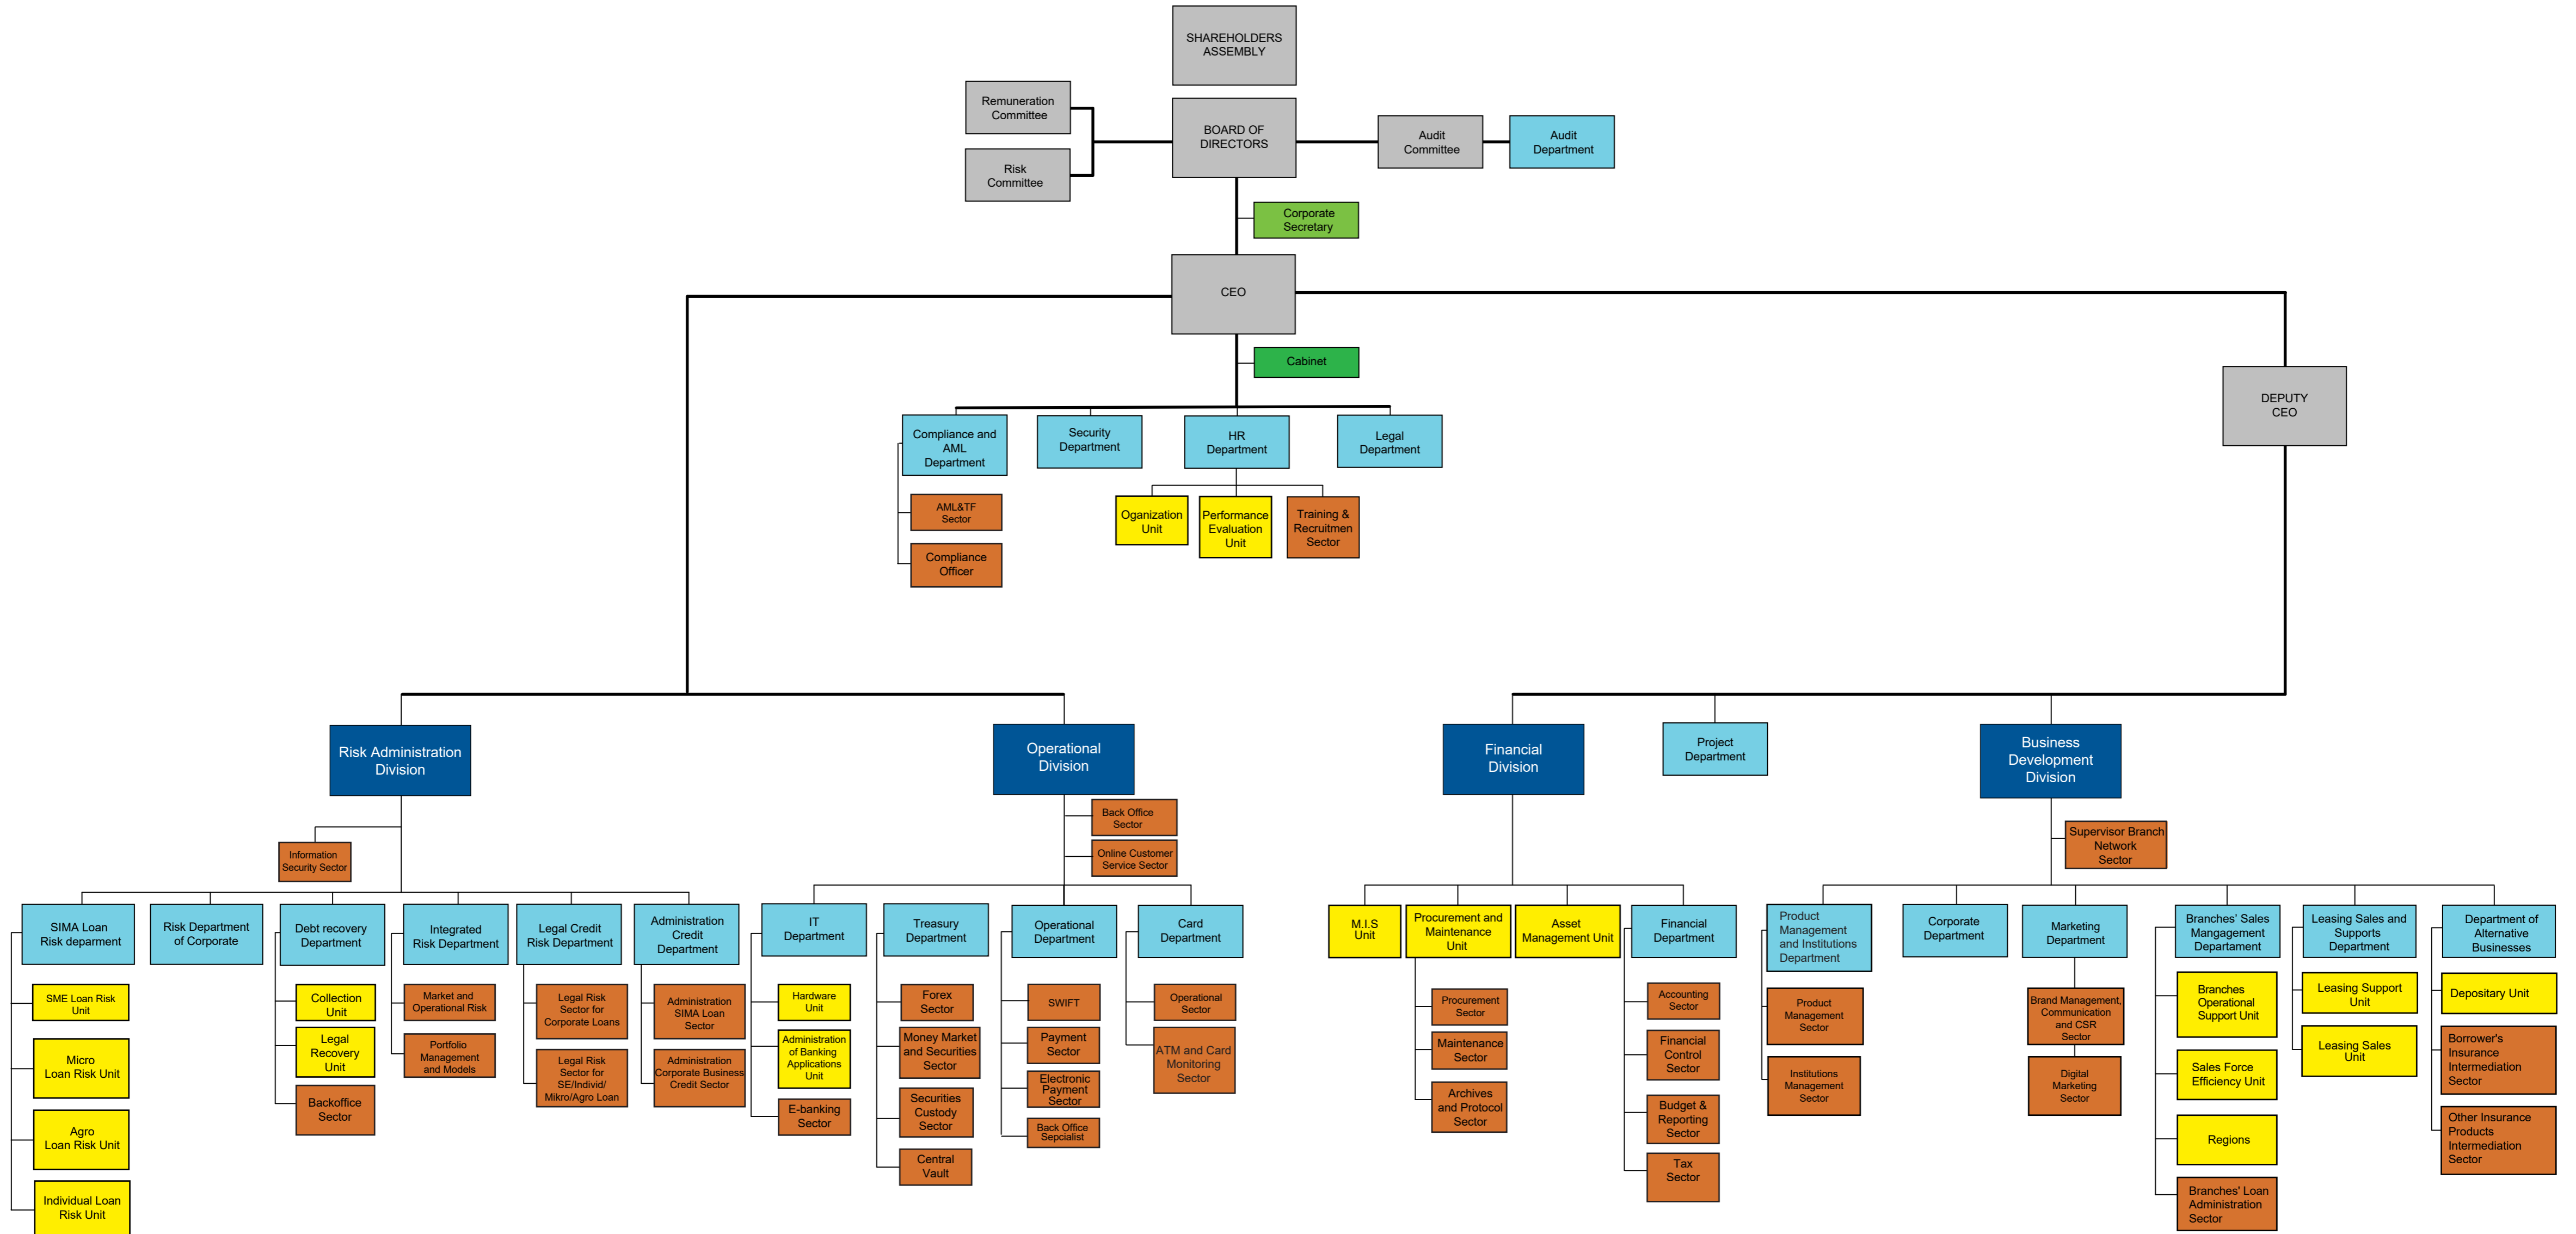 SHAREHOLDERS
ASSEMBLY
Remuneration
Committee
BOARD OF
DIRECTORS
Audit
Committee
Audit
Department
Risk
Committee
Corporate
Secretary
CEO
Cabinet
DEPUTY
CEO
Compliance and
AML
Department
Security
Department
HR
Department
Legal
Department
AML&TF
Sector
Compliance
Officer
Oganization
Unit
Performance
Evaluation
Unit
Training &
Recruitmen
Sector
Risk Administration
Division
Operational
Division
Financial
Division
Project
Department
Business
Development
Division
Information
Security Sector
Back Office
Sector
Online Customer
Service Sector
Supervisor Branch
Network
Sector
SIMA Loan
Risk deparment
Risk Department
of Corporate
Debt recovery
Department
Integrated
Risk Department
Legal Credit
Risk Department
Administration
Credit
Department
IT
Department
Treasury
Department
Operational
Department
Card
Department
M.I.S
Unit
Procurement and
Maintenance
Unit
Asset
Management Unit
Financial
Department
Product
Management
and Institutions
Department
Corporate
Department
Marketing
Department
Branches' Sales
Mangagement
Departament
Leasing Sales and
Supports
Department
Department of
Alternative
Businesses
SME Loan Risk
Unit
Micro
Loan Risk Unit
Agro
Loan Risk Unit
Individual Loan
Risk Unit
Collection
Unit
Legal
Recovery
Unit
Backoffice
Sector
Market and
Operational Risk
Portfolio
Management
and Models
Legal Risk
Sector for
Corporate Loans
Legal Risk
Sector for
SE/Individ/
Mikro/Agro Loan
Administration
SIMA Loan
Sector
Administration
Corporate Business
Credit Sector
Hardware
Unit
Administration
of Banking
Applications
Unit
E-banking
Sector
Forex
Sector
Money Market
and Securities
Sector
Securities
Custody
Sector
Central
Vault
SWIFT
Payment
Sector
Electronic
Payment
Sector
Back Office
Sepcialist
Operational
Sector
ATM and Card
Monitoring
Sector
Procurement
Sector
Maintenance
Sector
Archives
and Protocol
Sector
Accounting
Sector
Financial
Control
Sector
Budget &
Reporting
Sector
Tax
Sector
Product
Management
Sector
Institutions
Management
Sector
Brand Management,
Communication
and CSR
Sector
Digital
Marketing
Sector
Branches
Operational
Support Unit
Sales Force
Efficiency Unit
Regions
Branches' Loan
Administration
Sector
Leasing Support
Unit
Leasing Sales
Unit
Depositary Unit
Borrower's
Insurance
Intermediation
Sector
Other Insurance
Products
Intermediation
Sector